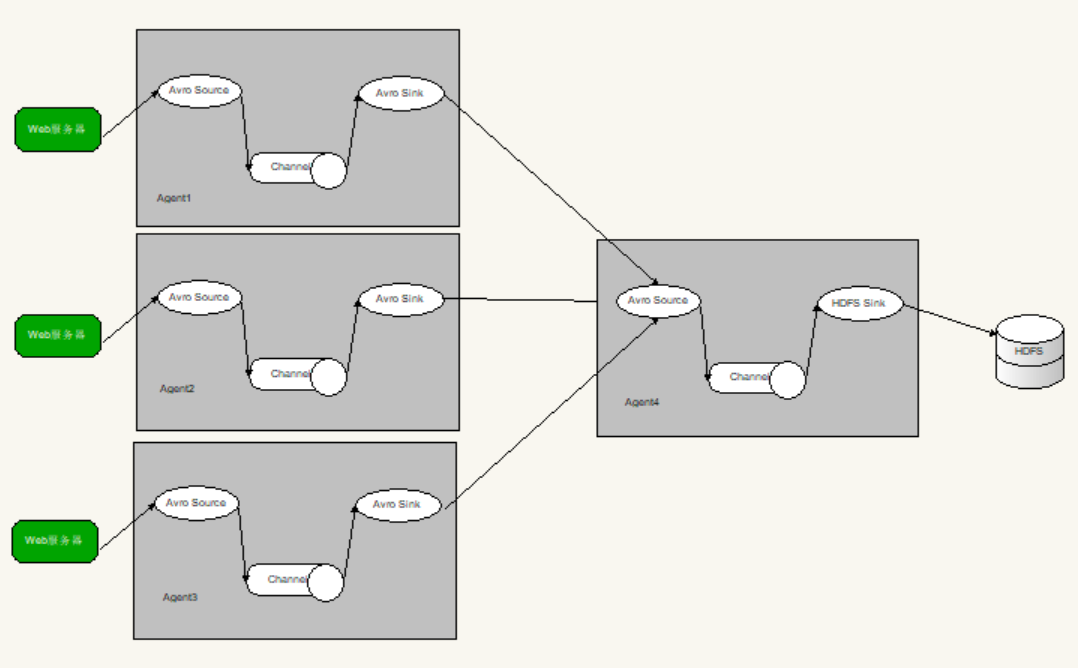 Web服务器
Avro Source
Avro Sink
Channel
Agent1
Web服务器
Avro Source
Avro Sink
Channel
Agent2
Web服务器
Avro Source
Avro Sink
Channel
Agent3
Avro Source
HDFS Sink
Channel
Agent4
HDFS